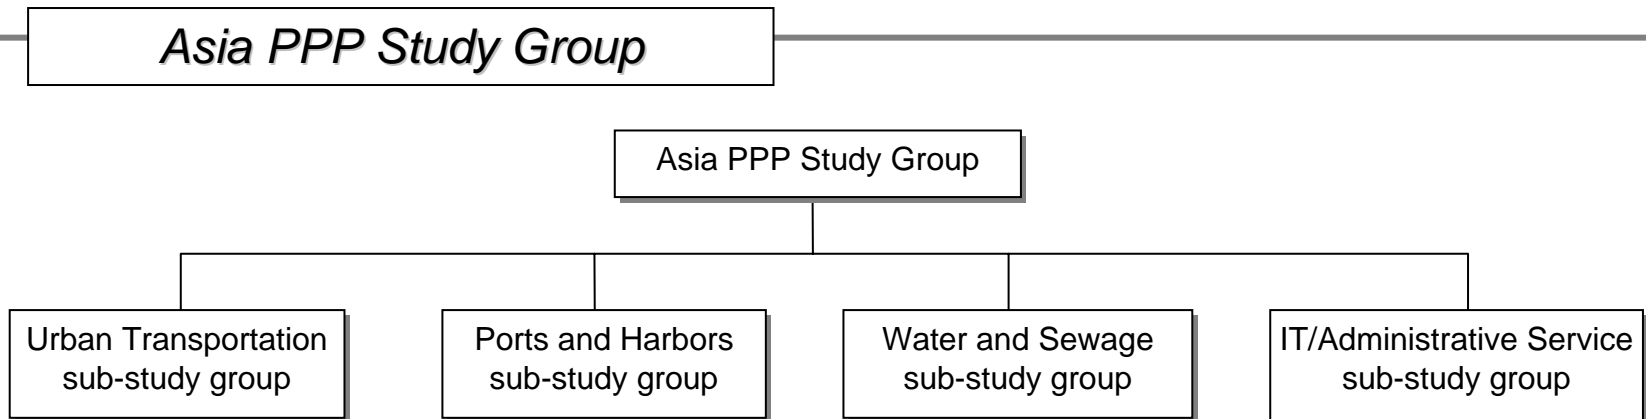 Asia PPP Study Group
Asia PPP Study Group
Urban Transportation
sub-study group
Ports and Harbors
sub-study group
Water and Sewage
sub-study group
IT/Administrative Service
sub-study group